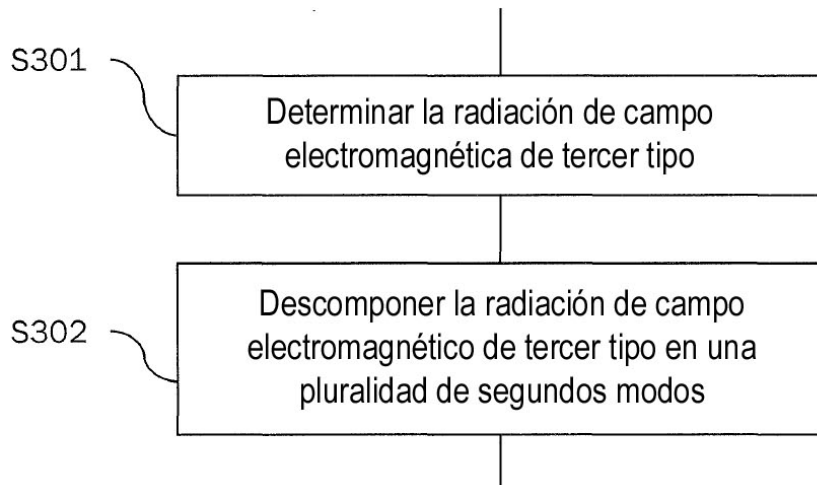 S301
Determinar la radiación de campo
electromagnética de tercer tipo
S302
Descomponer la radiación de campo
electromagnético de tercer tipo en una
pluralidad de segundos modos